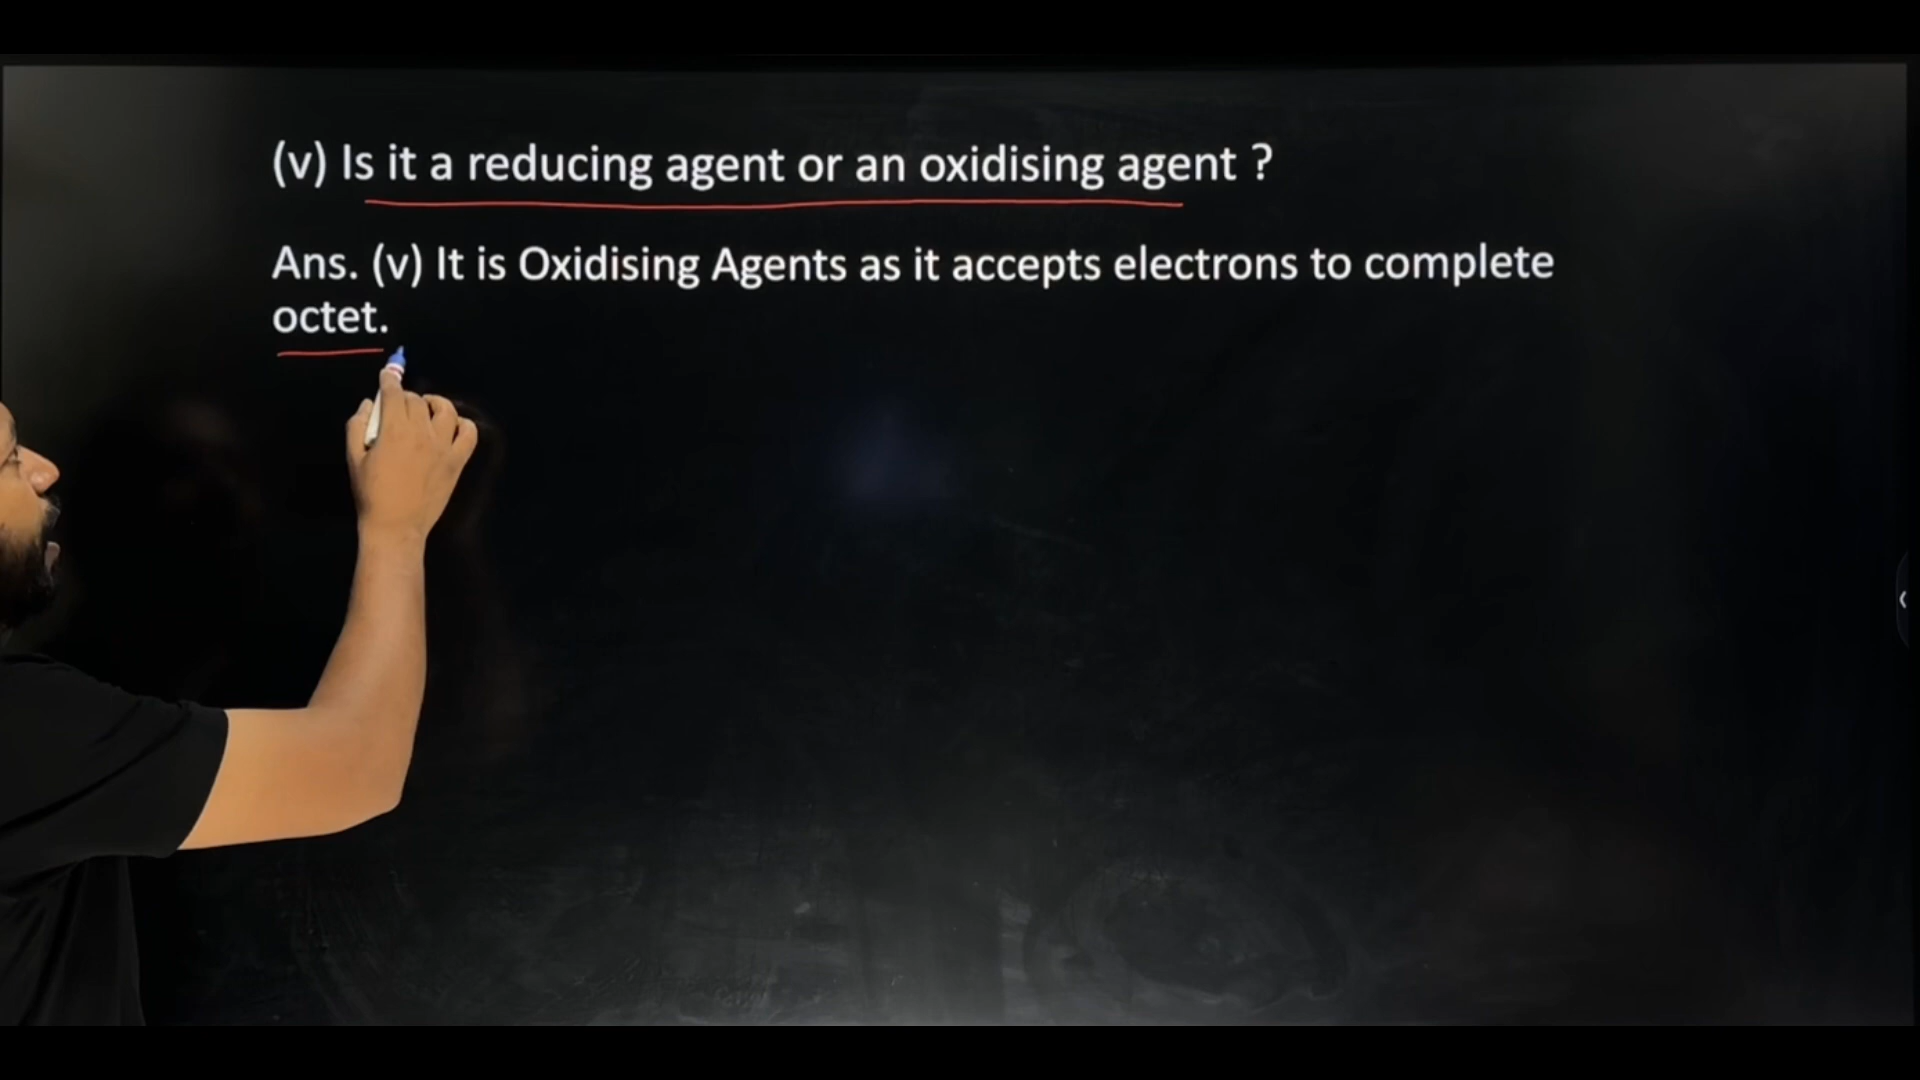 (v) Is it a reducing agent or an oxidising agent ?
Ans. (v) It is Oxidising Agents as it accepts electrons to complete
octet.